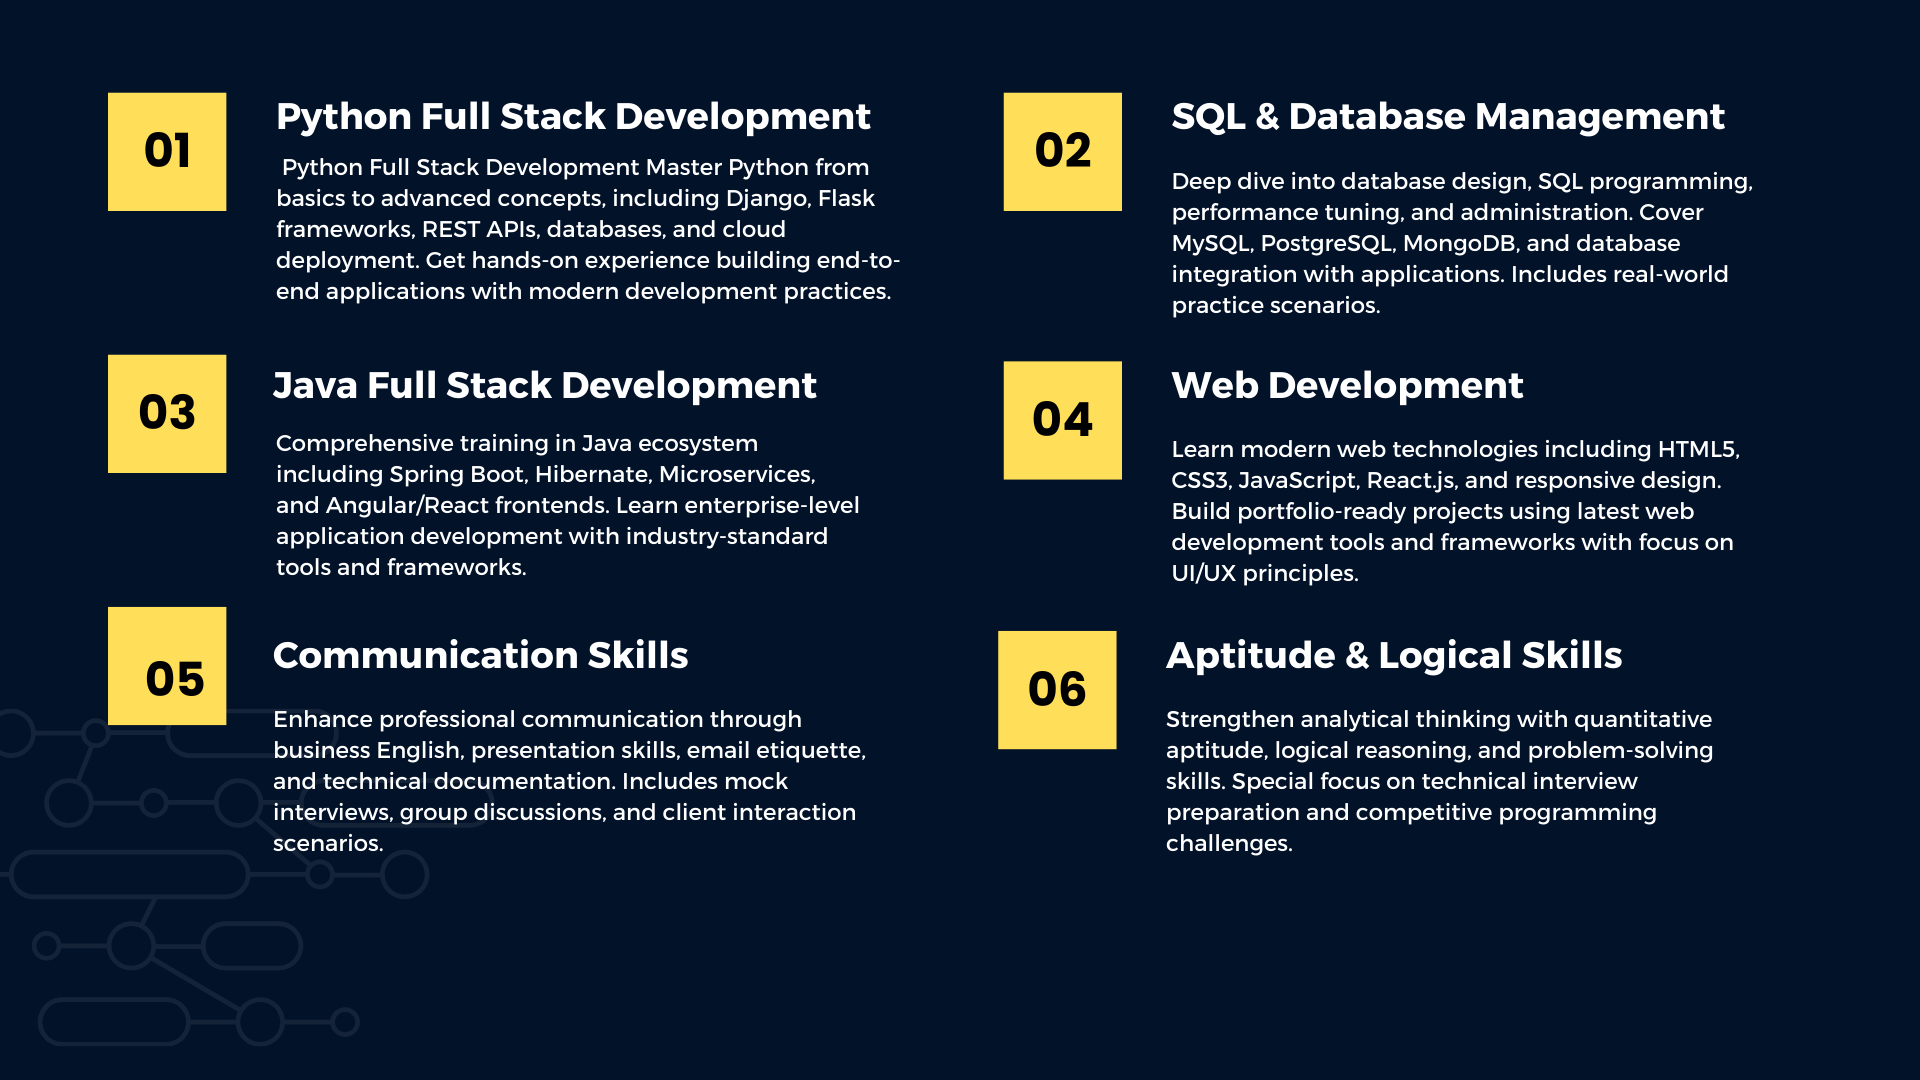 01
Python Full Stack Development
Python Full Stack Development Master Python from
basics to advanced concepts, including Django, Flask
frameworks, REST APIs, databases, and cloud
deployment. Get hands-on experience building end-to-
end applications with modern development practices.
02
SQL & Database Management
Deep dive into database design, SQL programming,
performance tuning, and administration. Cover
MySQL, PostgreSQL, MongoDB, and database
integration with applications. Includes real-world
practice scenarios.
03
Java Full Stack Development
Comprehensive training in Java ecosystem
including Spring Boot, Hibernate, Microservices,
and Angular/React frontends. Learn enterprise-level
application development with industry-standard
tools and frameworks.
04
Web Development
Learn modern web technologies including HTML5,
CSS3, JavaScript, React.js, and responsive design.
Build portfolio-ready projects using latest web
development tools and frameworks with focus on
UI/UX principles.
05
Communication Skills
Enhance professional communication through
business English, presentation skills, email etiquette,
and technical documentation. Includes mock
interviews, group discussions, and client interaction
scenarios.
06
Aptitude & Logical Skills
Strengthen analytical thinking with quantitative
aptitude, logical reasoning, and problem-solving
skills. Special focus on technical interview
preparation and competitive programming
challenges.